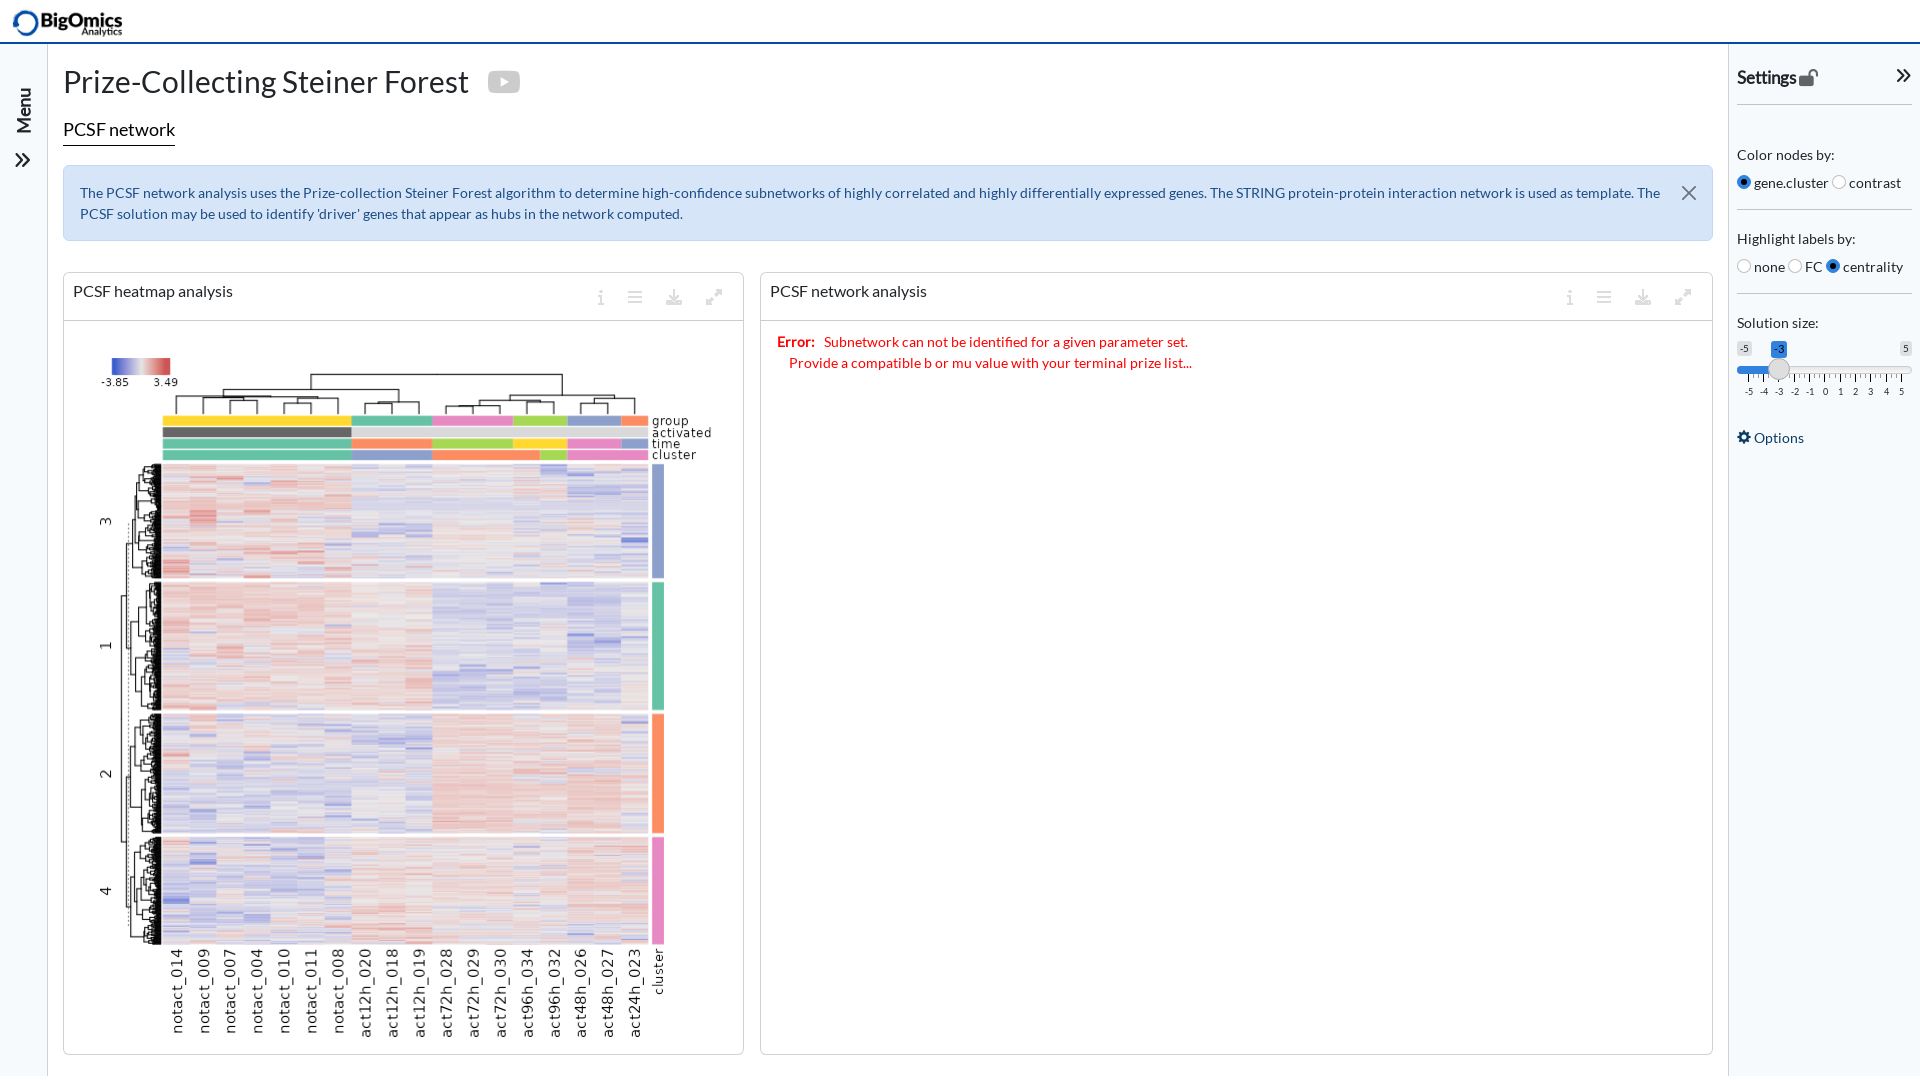 BigOmics
Analytics
Menu
Prize-Collecting Steiner Forest
PCSF network
The PCSF network analysis uses the Prize-collection Steiner Forest algorithm to determine high-confidence subnetworks of highly correlated and highly differentially expressed genes. The STRING protein-protein interaction network is used as template. The
PCSF solution may be used to identify 'driver' genes that appear as hubs in the network computed.
PCSF heatmap analysis
-3.85 3.49
group
activated
time
cluster
3
1
2
4
notact_014
notact_009
notact_007
notact_004
notact_010
notact_011
notact_008
act12h_020
act12h_018
act12h_019
act72h_028
act72h_029
act72h_030
act96h_034
act96h_032
act48h_026
act48h_027
act24h_023
cluster
PCSF network analysis
Error: Subnetwork can not be identified for a given parameter set.
Provide a compatible b or mu value with your terminal prize list...
Settings
Color nodes by:
gene.cluster contrast
Highlight labels by:
none FC centrality
Solution size:
-5 -3 5
-5 -4 -3 -2 -1 0 1 2 3 4 5
Options